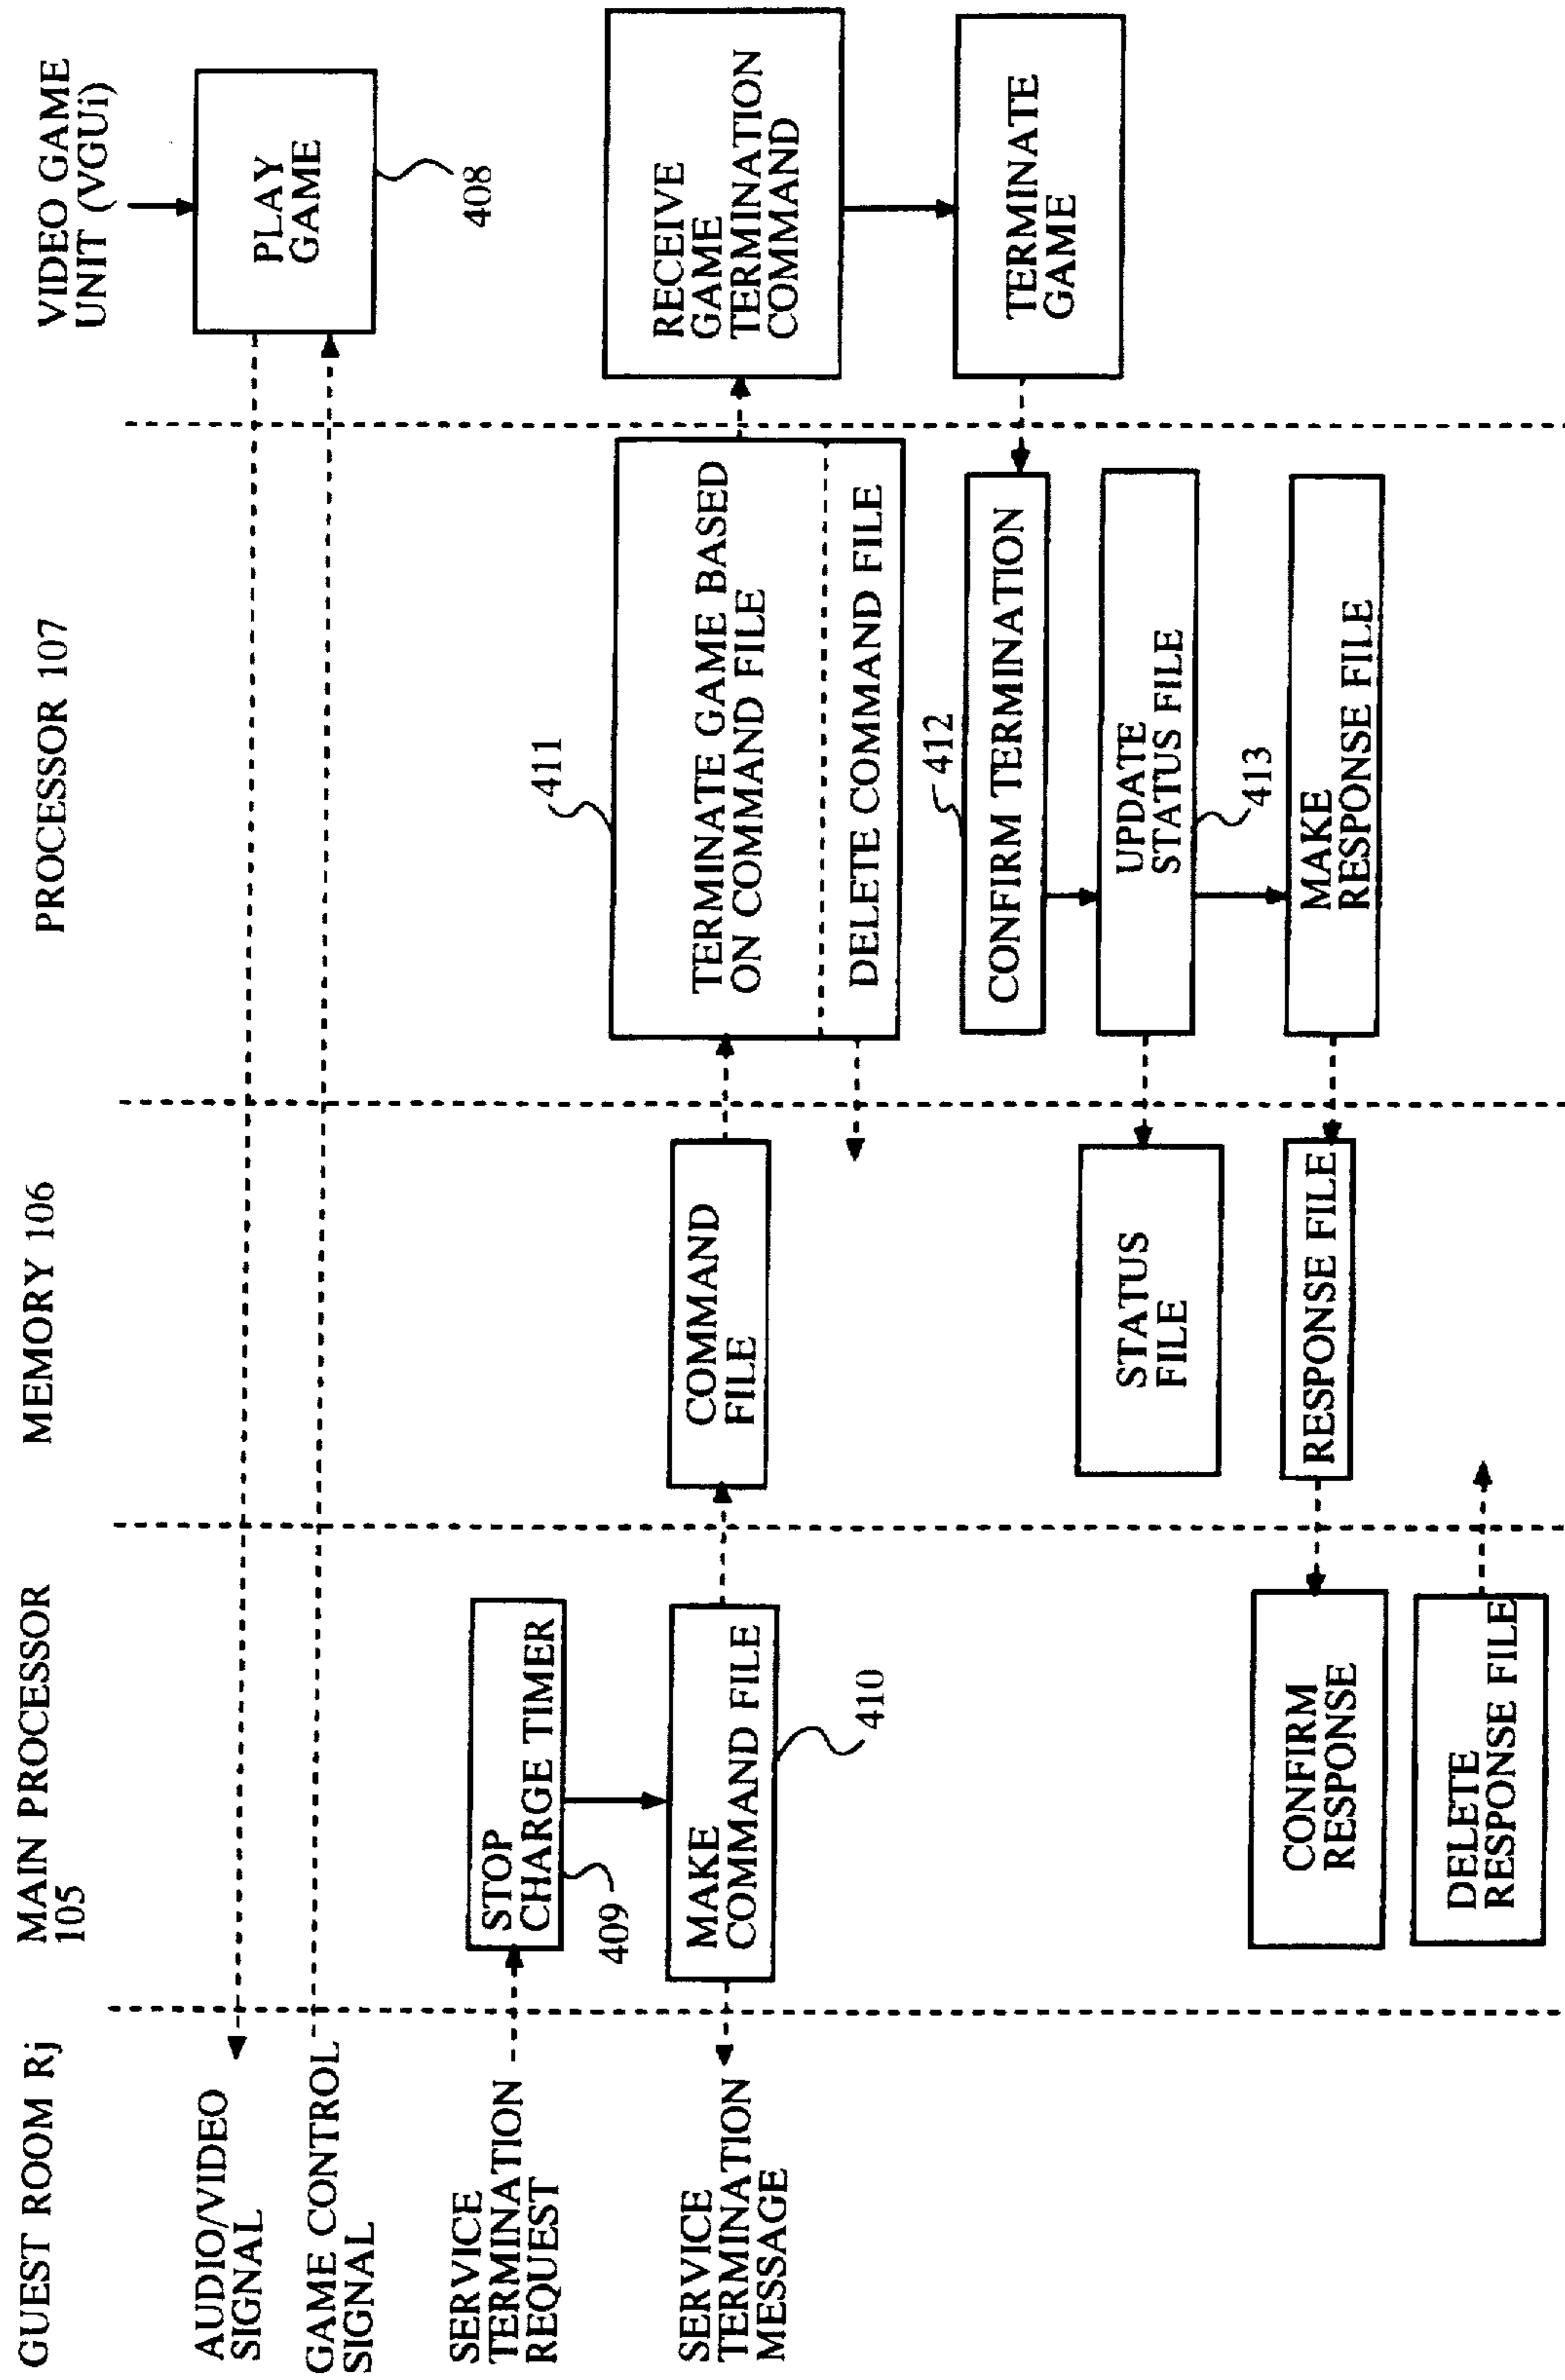 GUEST ROOM Rj
MAIN PROCESSOR
105
MEMORY 106
PROCESSOR 107
VIDEO GAME
UNIT (VGUi)
AUDIO/VIDEO
SIGNAL
PLAY
GAME
408
GAME CONTROL
SIGNAL
SERVICE
TERMINATION
REQUEST
STOP
CHARGE TIMER
409
SERVICE
TERMINATION
MESSAGE
MAKE
COMMAND FILE
410
COMMAND
FILE
411
TERMINATE GAME BASED
ON COMMAND FILE
DELETE COMMAND FILE
RECEIVE
GAME
TERMINATION
COMMAND
TERMINATE
GAME
412
CONFIRM TERMINATION
STATUS
FILE
UPDATE
STATUS FILE
413
MAKE
RESPONSE FILE
RESPONSE FILE
CONFIRM
RESPONSE
DELETE
RESPONSE FILE